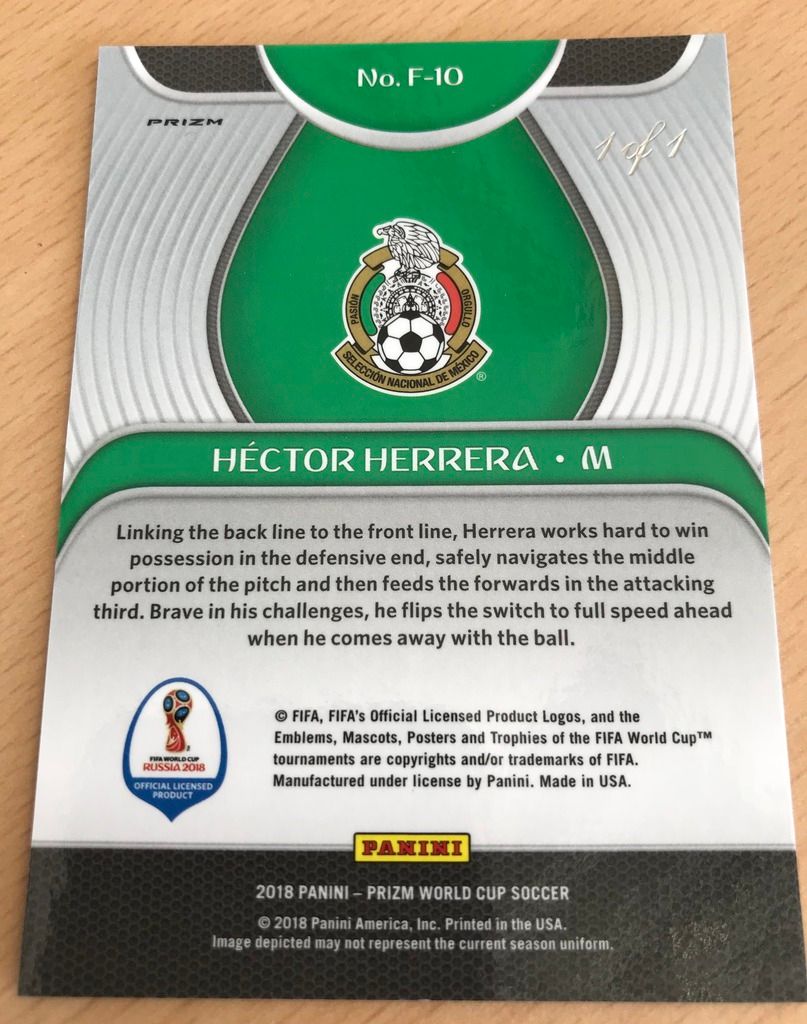 No. F-10
PRIZM
1 of 1
PASIÓN
ORGULLO
SELECCIÓN NACIONAL DE MÉXICO
®
HÉCTOR HERRERA • M
Linking the back line to the front line, Herrera works hard to win
possession in the defensive end, safely navigates the middle
portion of the pitch and then feeds the forwards in the attacking
third. Brave in his challenges, he flips the switch to full speed ahead
when he comes away with the ball.
FIFA WORLD CUP
RUSSIA 2018
OFFICIAL LICENSED
PRODUCT
© FIFA, FIFA's Official Licensed Product Logos, and the
Emblems, Mascots, Posters and Trophies of the FIFA World Cup™
tournaments are copyrights and/or trademarks of FIFA.
Manufactured under license by Panini. Made in USA.
PANINI
2018 PANINI – PRIZM WORLD CUP SOCCER
© 2018 Panini America, Inc. Printed in the USA.
Image depicted may not represent the current season uniform.